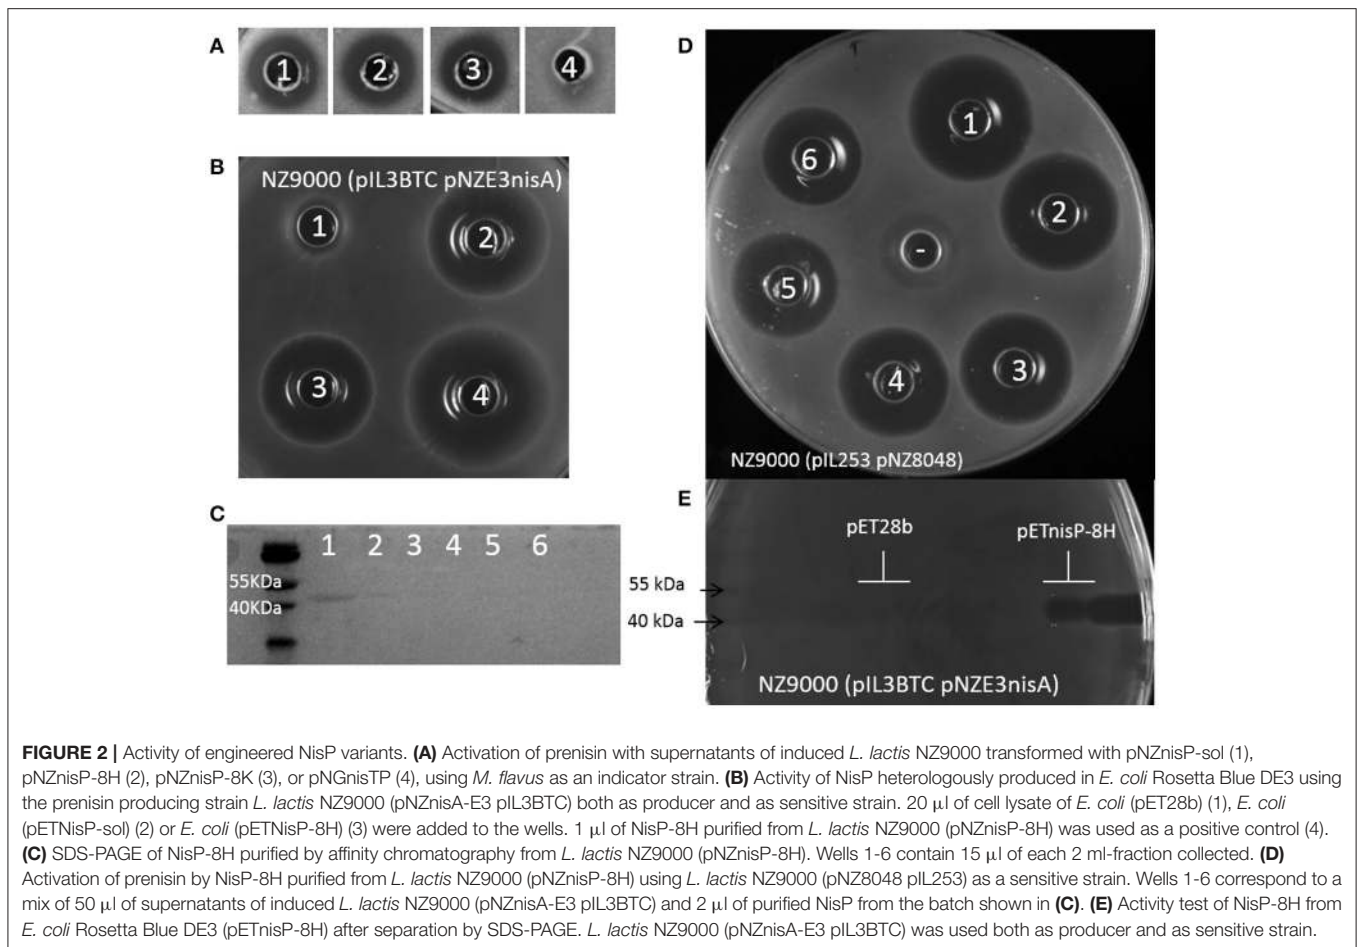 A
1
2
3
4
B
NZ9000 (pIL3BTC pNZE3nisA)
1
2
3
4
C
1 2 3 4 5 6
55KDa
40KDa
D
1
2
3
4
5
6
-
NZ9000 (pIL253 pNZ8048)
E
pET28b
pETnisP-8H
55 kDa
40 kDa
NZ9000 (pIL3BTC pNZE3nisA)
FIGURE 2 | Activity of engineered NisP variants. (A) Activation of prenisin with supernatants of induced L. lactis NZ9000 transformed with pNZnisP-sol (1),
pNZnisP-8H (2), pNZnisP-8K (3), or pNGnisTP (4), using M. flavus as an indicator strain. (B) Activity of NisP heterologously produced in E. coli Rosetta Blue DE3 using
the prenisin producing strain L. lactis NZ9000 (pNZnisA-E3 pIL3BTC) both as producer and as sensitive strain. 20 μl of cell lysate of E. coli (pET28b) (1), E. coli
(pETNisP-sol) (2) or E. coli (pETNisP-8H) (3) were added to the wells. 1 μl of NisP-8H purified from L. lactis NZ9000 (pNZnisP-8H) was used as a positive control (4).
(C) SDS-PAGE of NisP-8H purified by affinity chromatography from L. lactis NZ9000 (pNZnisP-8H). Wells 1-6 contain 15 μl of each 2 ml-fraction collected. (D)
Activation of prenisin by NisP-8H purified from L. lactis NZ9000 (pNZnisP-8H) using L. lactis NZ9000 (pNZ8048 pIL253) as a sensitive strain. Wells 1-6 correspond to a
mix of 50 μl of supernatants of induced L. lactis NZ9000 (pNZnisA-E3 pIL3BTC) and 2 μl of purified NisP from the batch shown in (C). (E) Activity test of NisP-8H from
E. coli Rosetta Blue DE3 (pETnisP-8H) after separation by SDS-PAGE. L. lactis NZ9000 (pNZnisA-E3 pIL3BTC) was used both as producer and as sensitive strain.